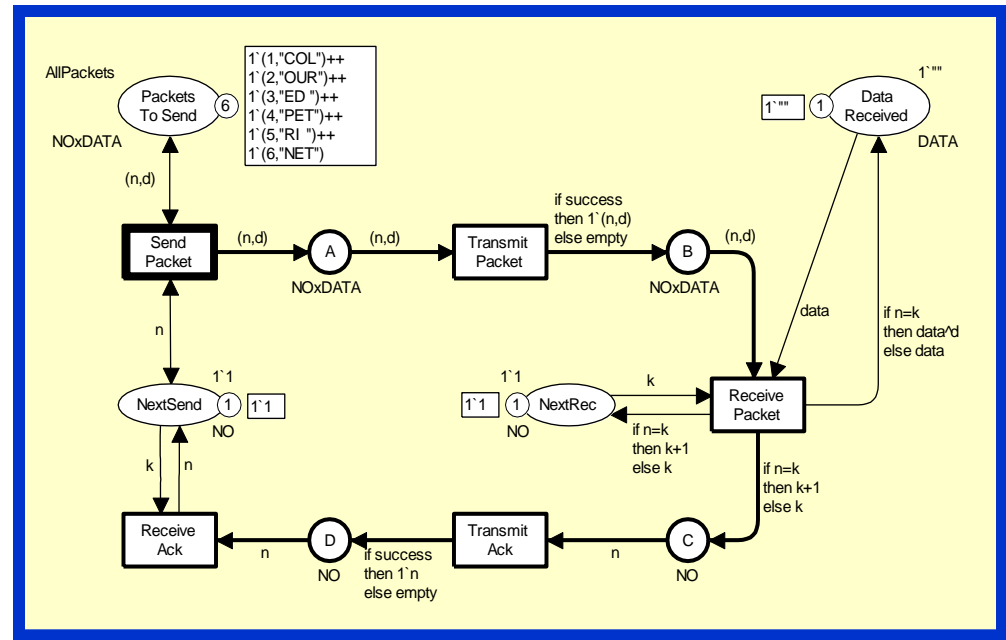 AllPackets
Packets
To Send
6
NOxDATA
1`(1,"COL")++
1`(2,"OUR")++
1`(3,"ED ")++
1`(4,"PET")++
1`(5,"RI ")++
1`(6,"NET")
1`""
1`""
1
Data
Received
DATA
(n,d)
Send
Packet
(n,d)
A
NOxDATA
(n,d)
Transmit
Packet
if success
then 1`(n,d)
else empty
B
NOxDATA
(n,d)
data
if n=k
then data^d
else data
n
1`1
NextSend
1
1`1
NO
1`1
1`1
1
NextRec
NO
k
if n=k
then k+1
else k
Receive
Packet
k
n
if n=k
then k+1
else k
Receive
Ack
n
D
NO
if success
then 1`n
else empty
Transmit
Ack
n
C
NO